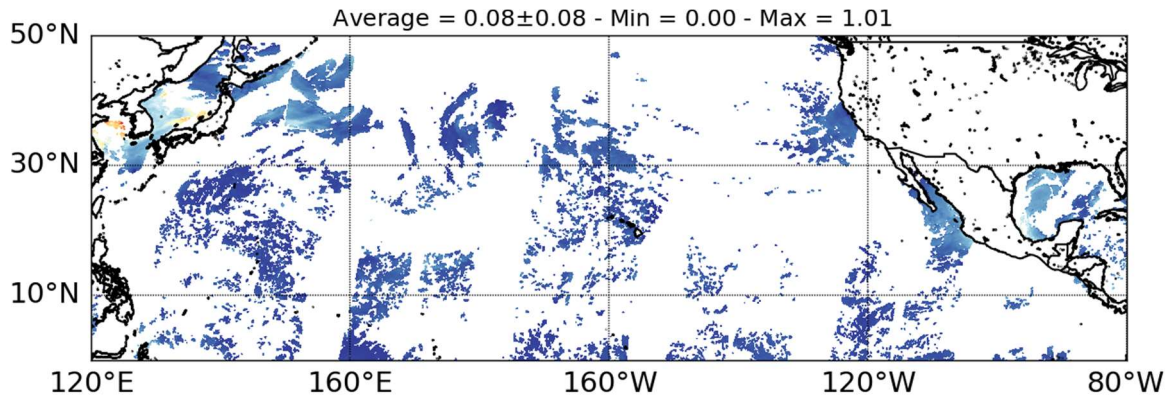 Average = 0.08±0.08 - Min = 0.00 - Max = 1.01
50°N
30°N
10°N
120°E 160°E 160°W 120°W 80°W